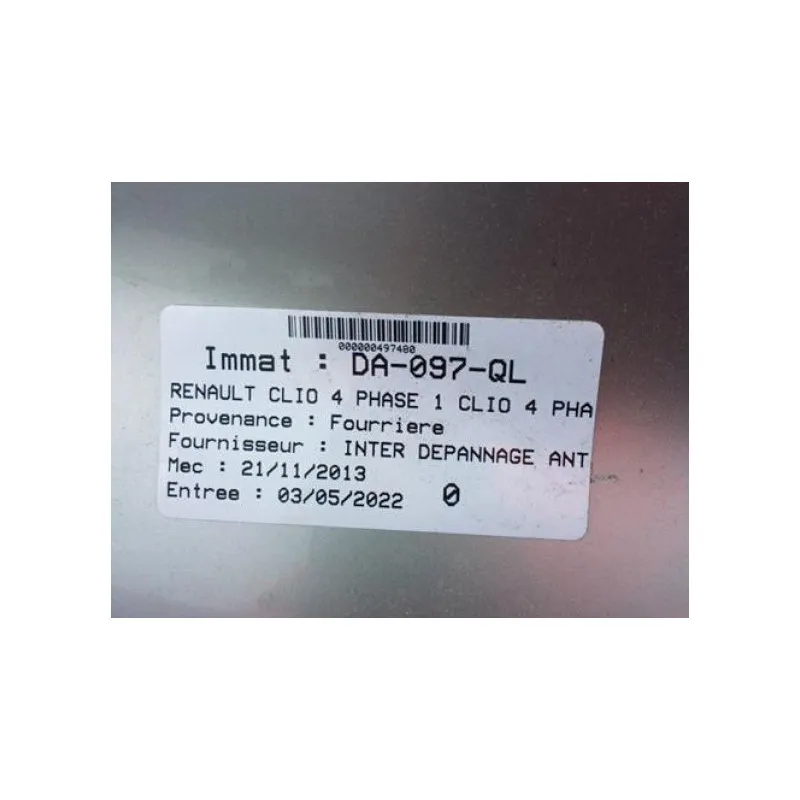 000000497480
Immat : DA-097-QL
RENAULT CLIO 4 PHASE 1 CLIO 4 PHA
Provenance : Fourriere
Fournisseur : INTER DEPANNAGE ANT
Mec : 21/11/2013
Entree : 03/05/2022 0